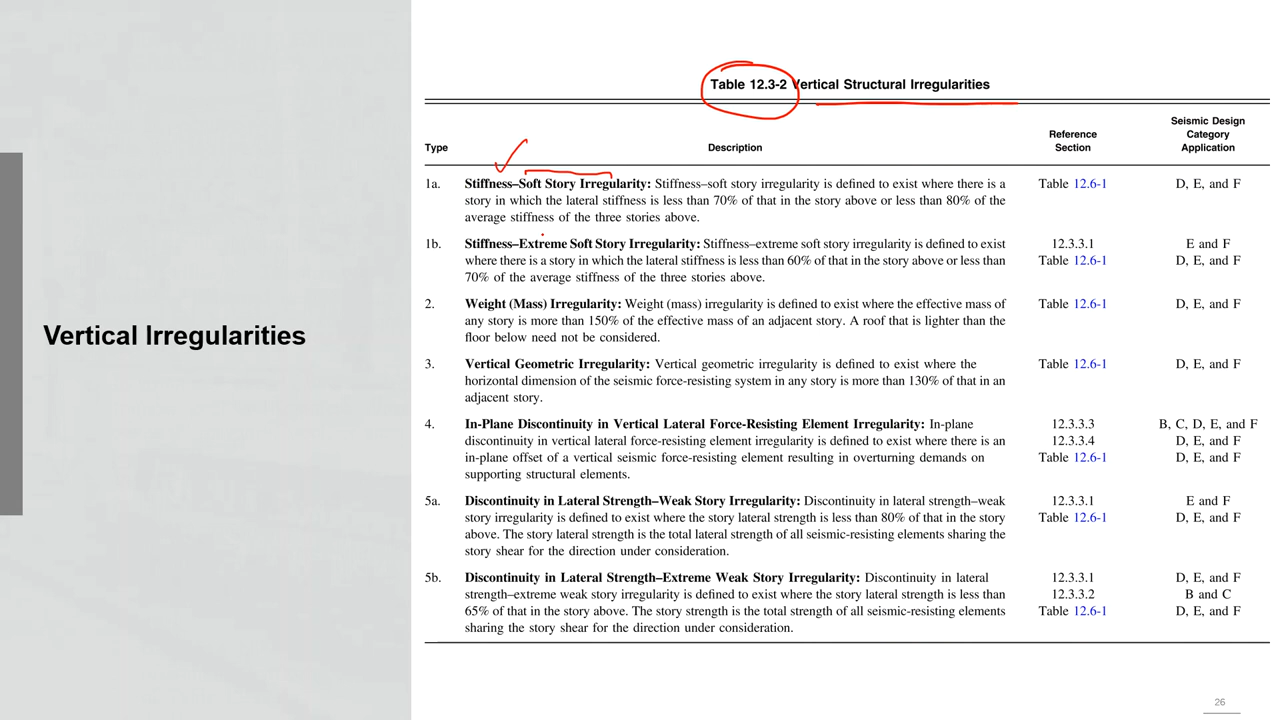 Vertical Irregularities
Table 12.3-2 Vertical Structural Irregularities
Type
Description
Reference
Section
Seismic Design
Category
Application
1a. Stiffness–Soft Story Irregularity: Stiffness–soft story irregularity is defined to exist where there is a Table 12.6-1 D, E, and F
story in which the lateral stiffness is less than 70% of that in the story above or less than 80% of the
average stiffness of the three stories above.
1b. Stiffness–Extreme Soft Story Irregularity: Stiffness–extreme soft story irregularity is defined to exist 12.3.3.1 E and F
where there is a story in which the lateral stiffness is less than 60% of that in the story above or less than Table 12.6-1 D, E, and F
70% of the average stiffness of the three stories above.
2. Weight (Mass) Irregularity: Weight (mass) irregularity is defined to exist where the effective mass of Table 12.6-1 D, E, and F
any story is more than 150% of the effective mass of an adjacent story. A roof that is lighter than the
floor below need not be considered.
3. Vertical Geometric Irregularity: Vertical geometric irregularity is defined to exist where the Table 12.6-1 D, E, and F
horizontal dimension of the seismic force-resisting system in any story is more than 130% of that in an
adjacent story.
4. In-Plane Discontinuity in Vertical Lateral Force-Resisting Element Irregularity: In-plane 12.3.3.3 B, C, D, E, and F
discontinuity in vertical lateral force-resisting element irregularity is defined to exist where there is an 12.3.3.4 D, E, and F
in-plane offset of a vertical seismic force-resisting element resulting in overturning demands on Table 12.6-1 D, E, and F
supporting structural elements.
5a. Discontinuity in Lateral Strength–Weak Story Irregularity: Discontinuity in lateral strength–weak 12.3.3.1 E and F
story irregularity is defined to exist where the story lateral strength is less than 80% of that in the story Table 12.6-1 D, E, and F
above. The story lateral strength is the total lateral strength of all seismic-resisting elements sharing the
story shear for the direction under consideration.
5b. Discontinuity in Lateral Strength–Extreme Weak Story Irregularity: Discontinuity in lateral 12.3.3.1 D, E, and F
strength–extreme weak story irregularity is defined to exist where the story lateral strength is less than 12.3.3.2 B and C
65% of that in the story above. The story strength is the total strength of all seismic-resisting elements Table 12.6-1 D, E, and F
sharing the story shear for the direction under consideration.
26